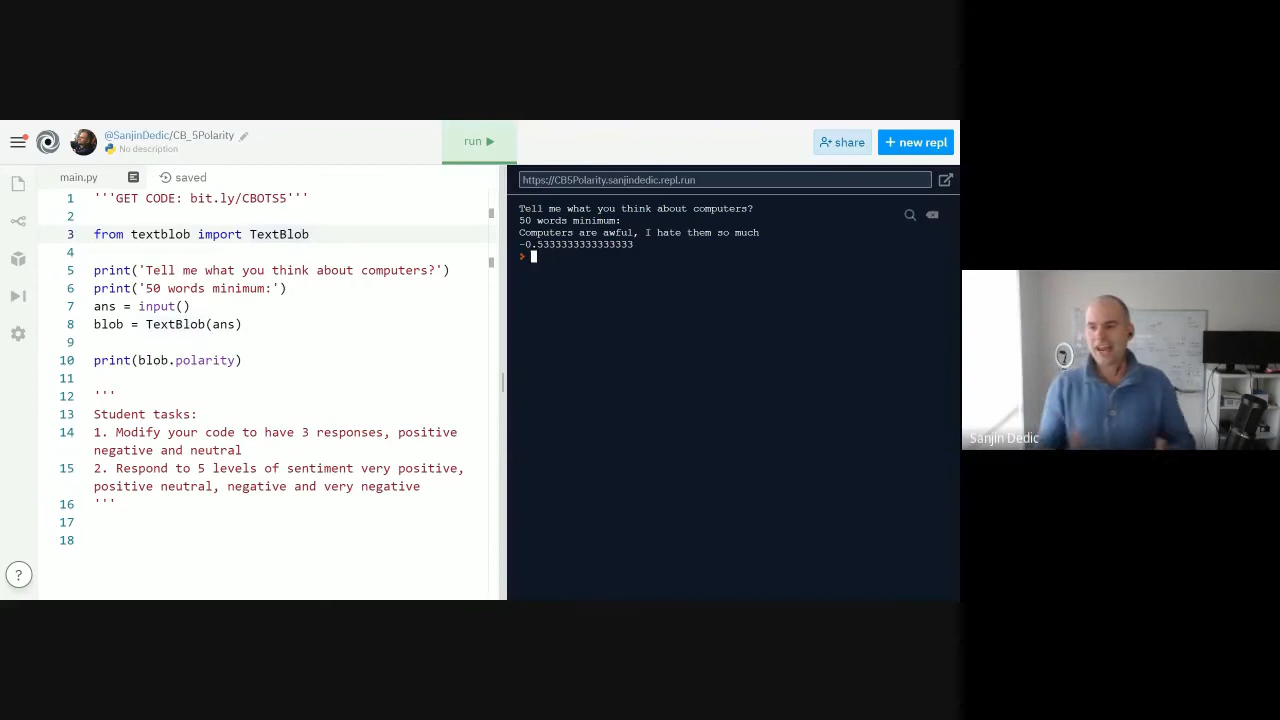 @SanjinDedic/CB_5Polarity
No description
run
share
+ new repl
main.py
saved
https://CB5Polarity.sanjindedic.repl.run
1 '''GET CODE: bit.ly/CBOTS5'''
2
3 from textblob import TextBlob
4
5 print('Tell me what you think about computers?')
6 print('50 words minimum:')
7 ans = input()
8 blob = TextBlob(ans)
9
10 print(blob.polarity)
11
12 '''
13 Student tasks:
14 1. Modify your code to have 3 responses, positive
negative and neutral
15 2. Respond to 5 levels of sentiment very positive,
positive neutral, negative and very negative
16 '''
17
18
?
Tell me what you think about computers?
50 words minimum:
Computers are awful, I hate them so much
-0.5333333333333333
>
Sanjin Dedic